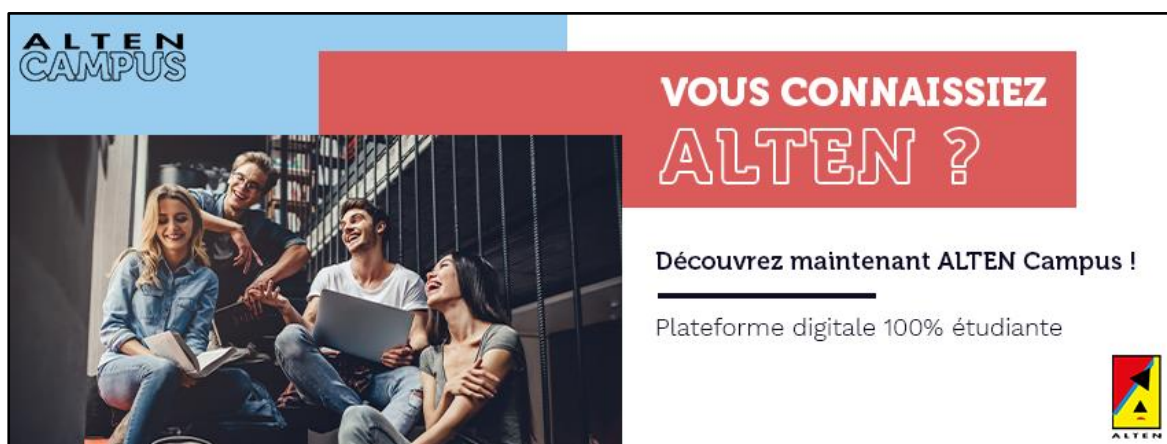 ALTEN
CAMPUS
VOUS CONNAISSIEZ
ALTEN ?
Découvrez maintenant ALTEN Campus !
Plateforme digitale 100% étudiante
ALTEN